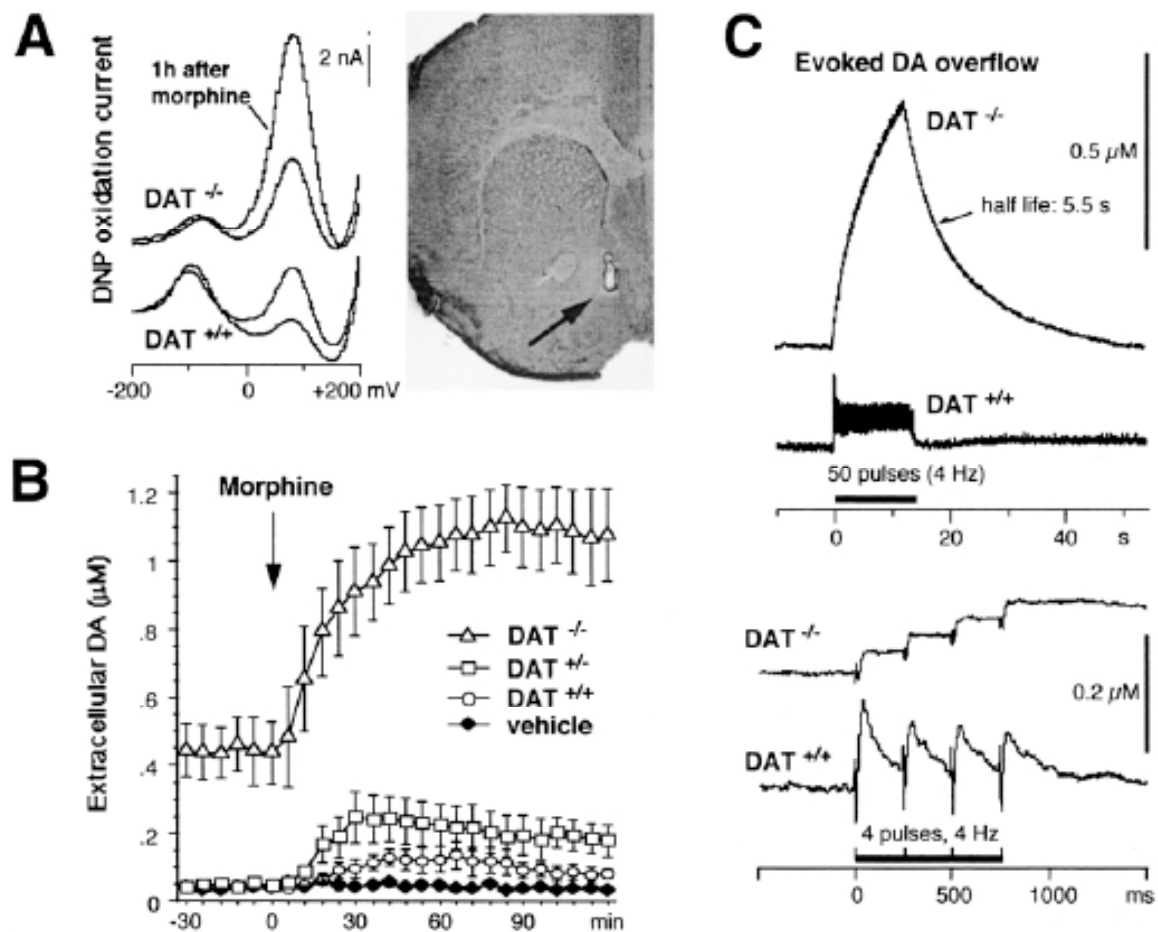 A
DNP oxidation current
1h after
morphine
2 nA
DAT -/-
DAT +/+
-200
0
+200 mV
B
Morphine
Extracellular DA (μM)
1.2
1
.8
.6
.4
.2
0
DAT -/-
DAT +/-
DAT +/+
vehicle
-30
0
30
60
90
min
C
Evoked DA overflow
DAT -/-
0.5 μM
half life: 5.5 s
DAT +/+
50 pulses (4 Hz)
0
20
40
s
DAT -/-
0.2 μM
DAT +/+
4 pulses, 4 Hz
0
500
1000
ms